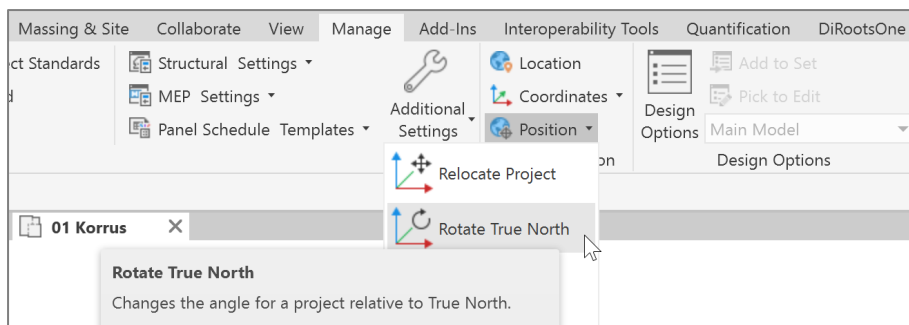 Massing & Site Collaborate View Manage Add-Ins Interoperability Tools Quantification DiRootsOne
ct Standards
Structural Settings
MEP Settings
Panel Schedule Templates
Additional
Settings
Location
Coordinates
Position
on
Design
Options
Add to Set
Pick to Edit
Main Model
Design Options
Relocate Project
Rotate True North
01 Korrus
Rotate True North
Changes the angle for a project relative to True North.